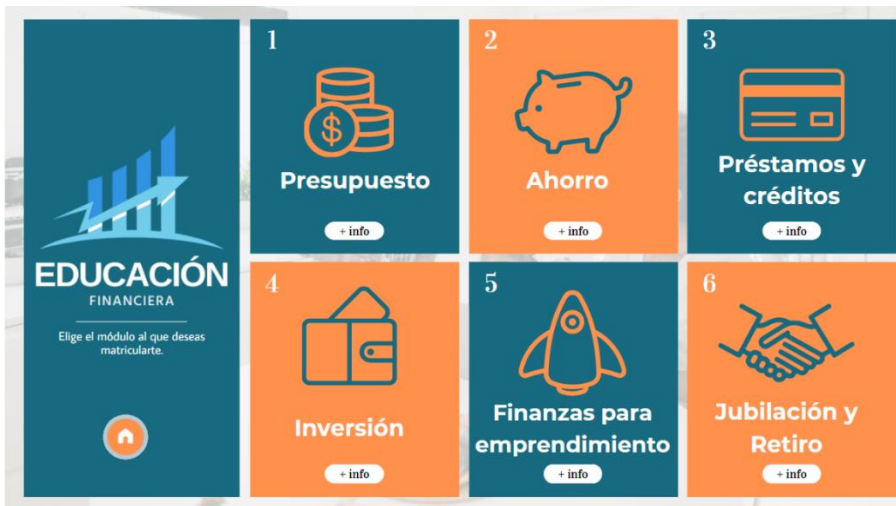 EDUCACIÓN
FINANCIERA
Elige el módulo al que deseas
matricularte.
1
$
Presupuesto
+ info
2
Ahorro
+ info
3
Préstamos y
créditos
+ info
4
Inversión
+ info
5
Finanzas para
emprendimiento
+ info
6
Jubilación y
Retiro
+ info